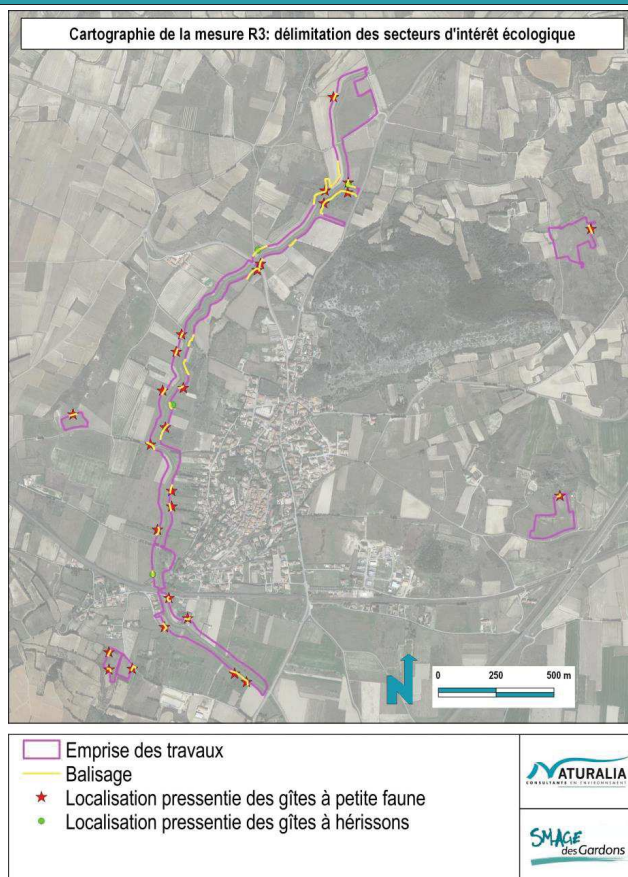 Cartographie de la mesure R3: délimitation des secteurs d'intérêt écologique
N
0 250 500 m
Emprise des travaux
Balisage
Localisation pressentie des gîtes à petite faune
Localisation pressentie des gîtes à hérissons
NATURALIA
CONSULTANTS EN ENVIRONNEMENT
SMAGE
des Gardons